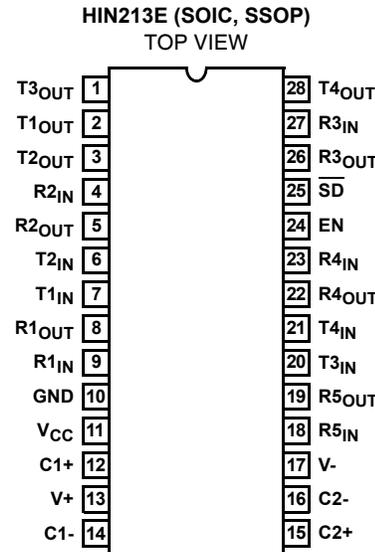 HIN213E (SOIC, SSOP)
TOP VIEW
T3OUT 1 28 T4OUT
T1OUT 2 27 R3IN
T2OUT 3 26 R3OUT
R2IN 4 25 S̅D̅
R2OUT 5 24 EN
T2IN 6 23 R4IN
T1IN 7 22 R4OUT
R1OUT 8 21 T4IN
R1IN 9 20 T3IN
GND 10 19 R5OUT
VCC 11 18 R5IN
C1+ 12 17 V-
V+ 13 16 C2-
C1- 14 15 C2+